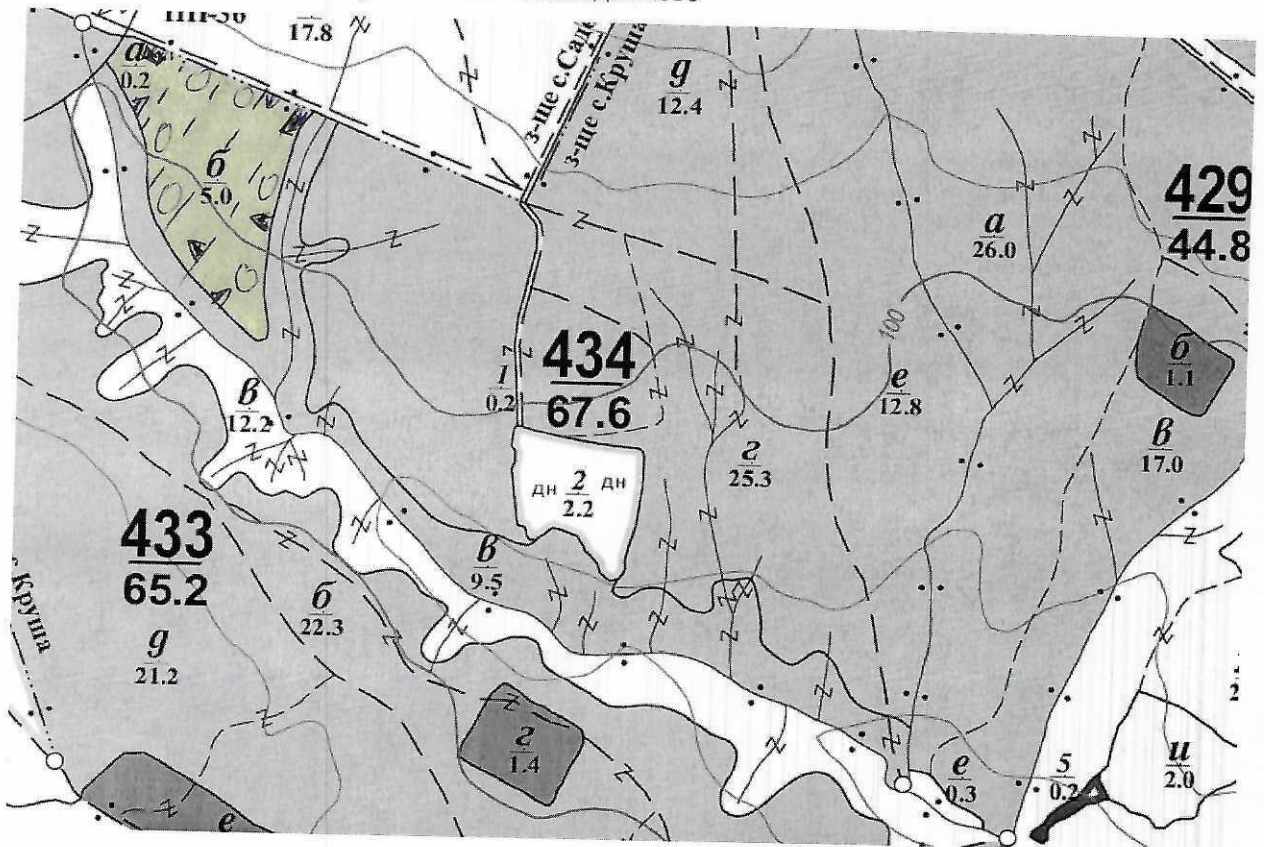 17.8
а
0.2
з-ще с.Саде
з-ще с.Круша
д
12.4
б
5.0
429
44.8
а
26.0
100
434
67.6
1
0.2
б
1.1
е
12.8
в
12.2
г
25.3
в
17.0
дн 2 дн
2.2
433
65.2
в
9.5
с.Круша
б
22.3
д
21.2
г
1.4
е
0.3
5
0.2
и
2.0
е